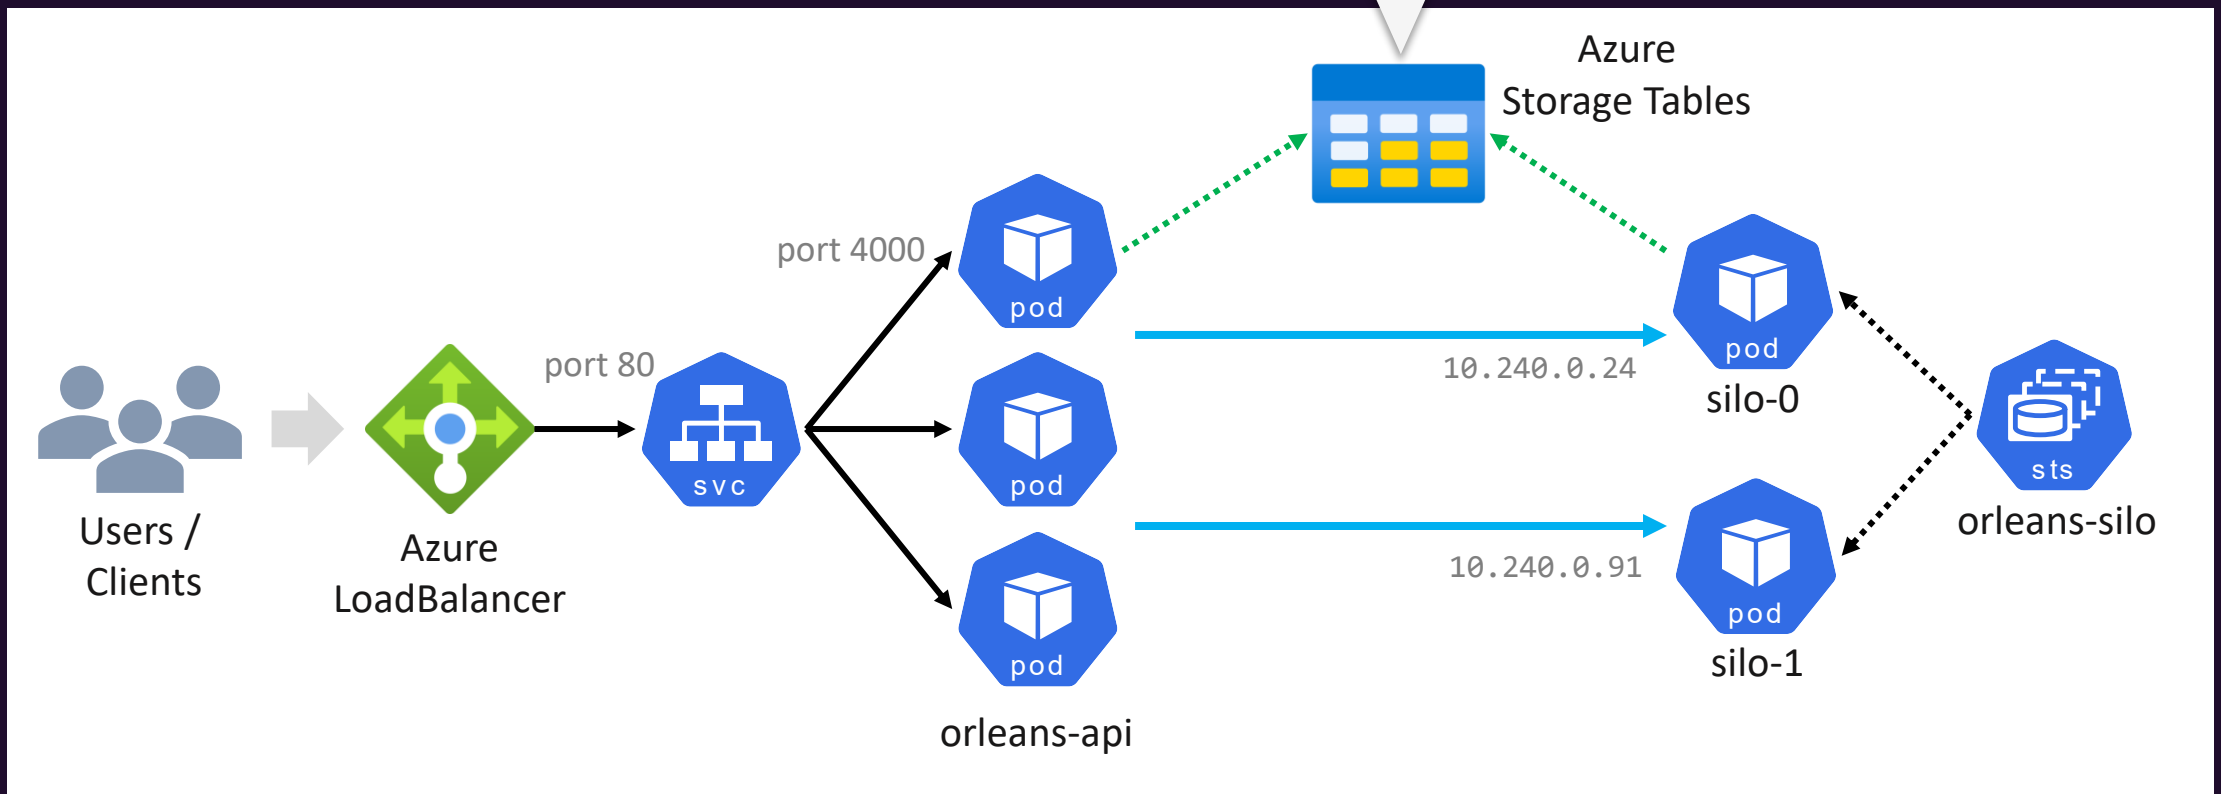 Azure
Storage Tables
port 4000
pod
port 80
10.240.0.24
pod
silo-0
svc
pod
sts
Users /
Clients
Azure
LoadBalancer
orleans-silo
10.240.0.91
pod
silo-1
pod
orleans-api